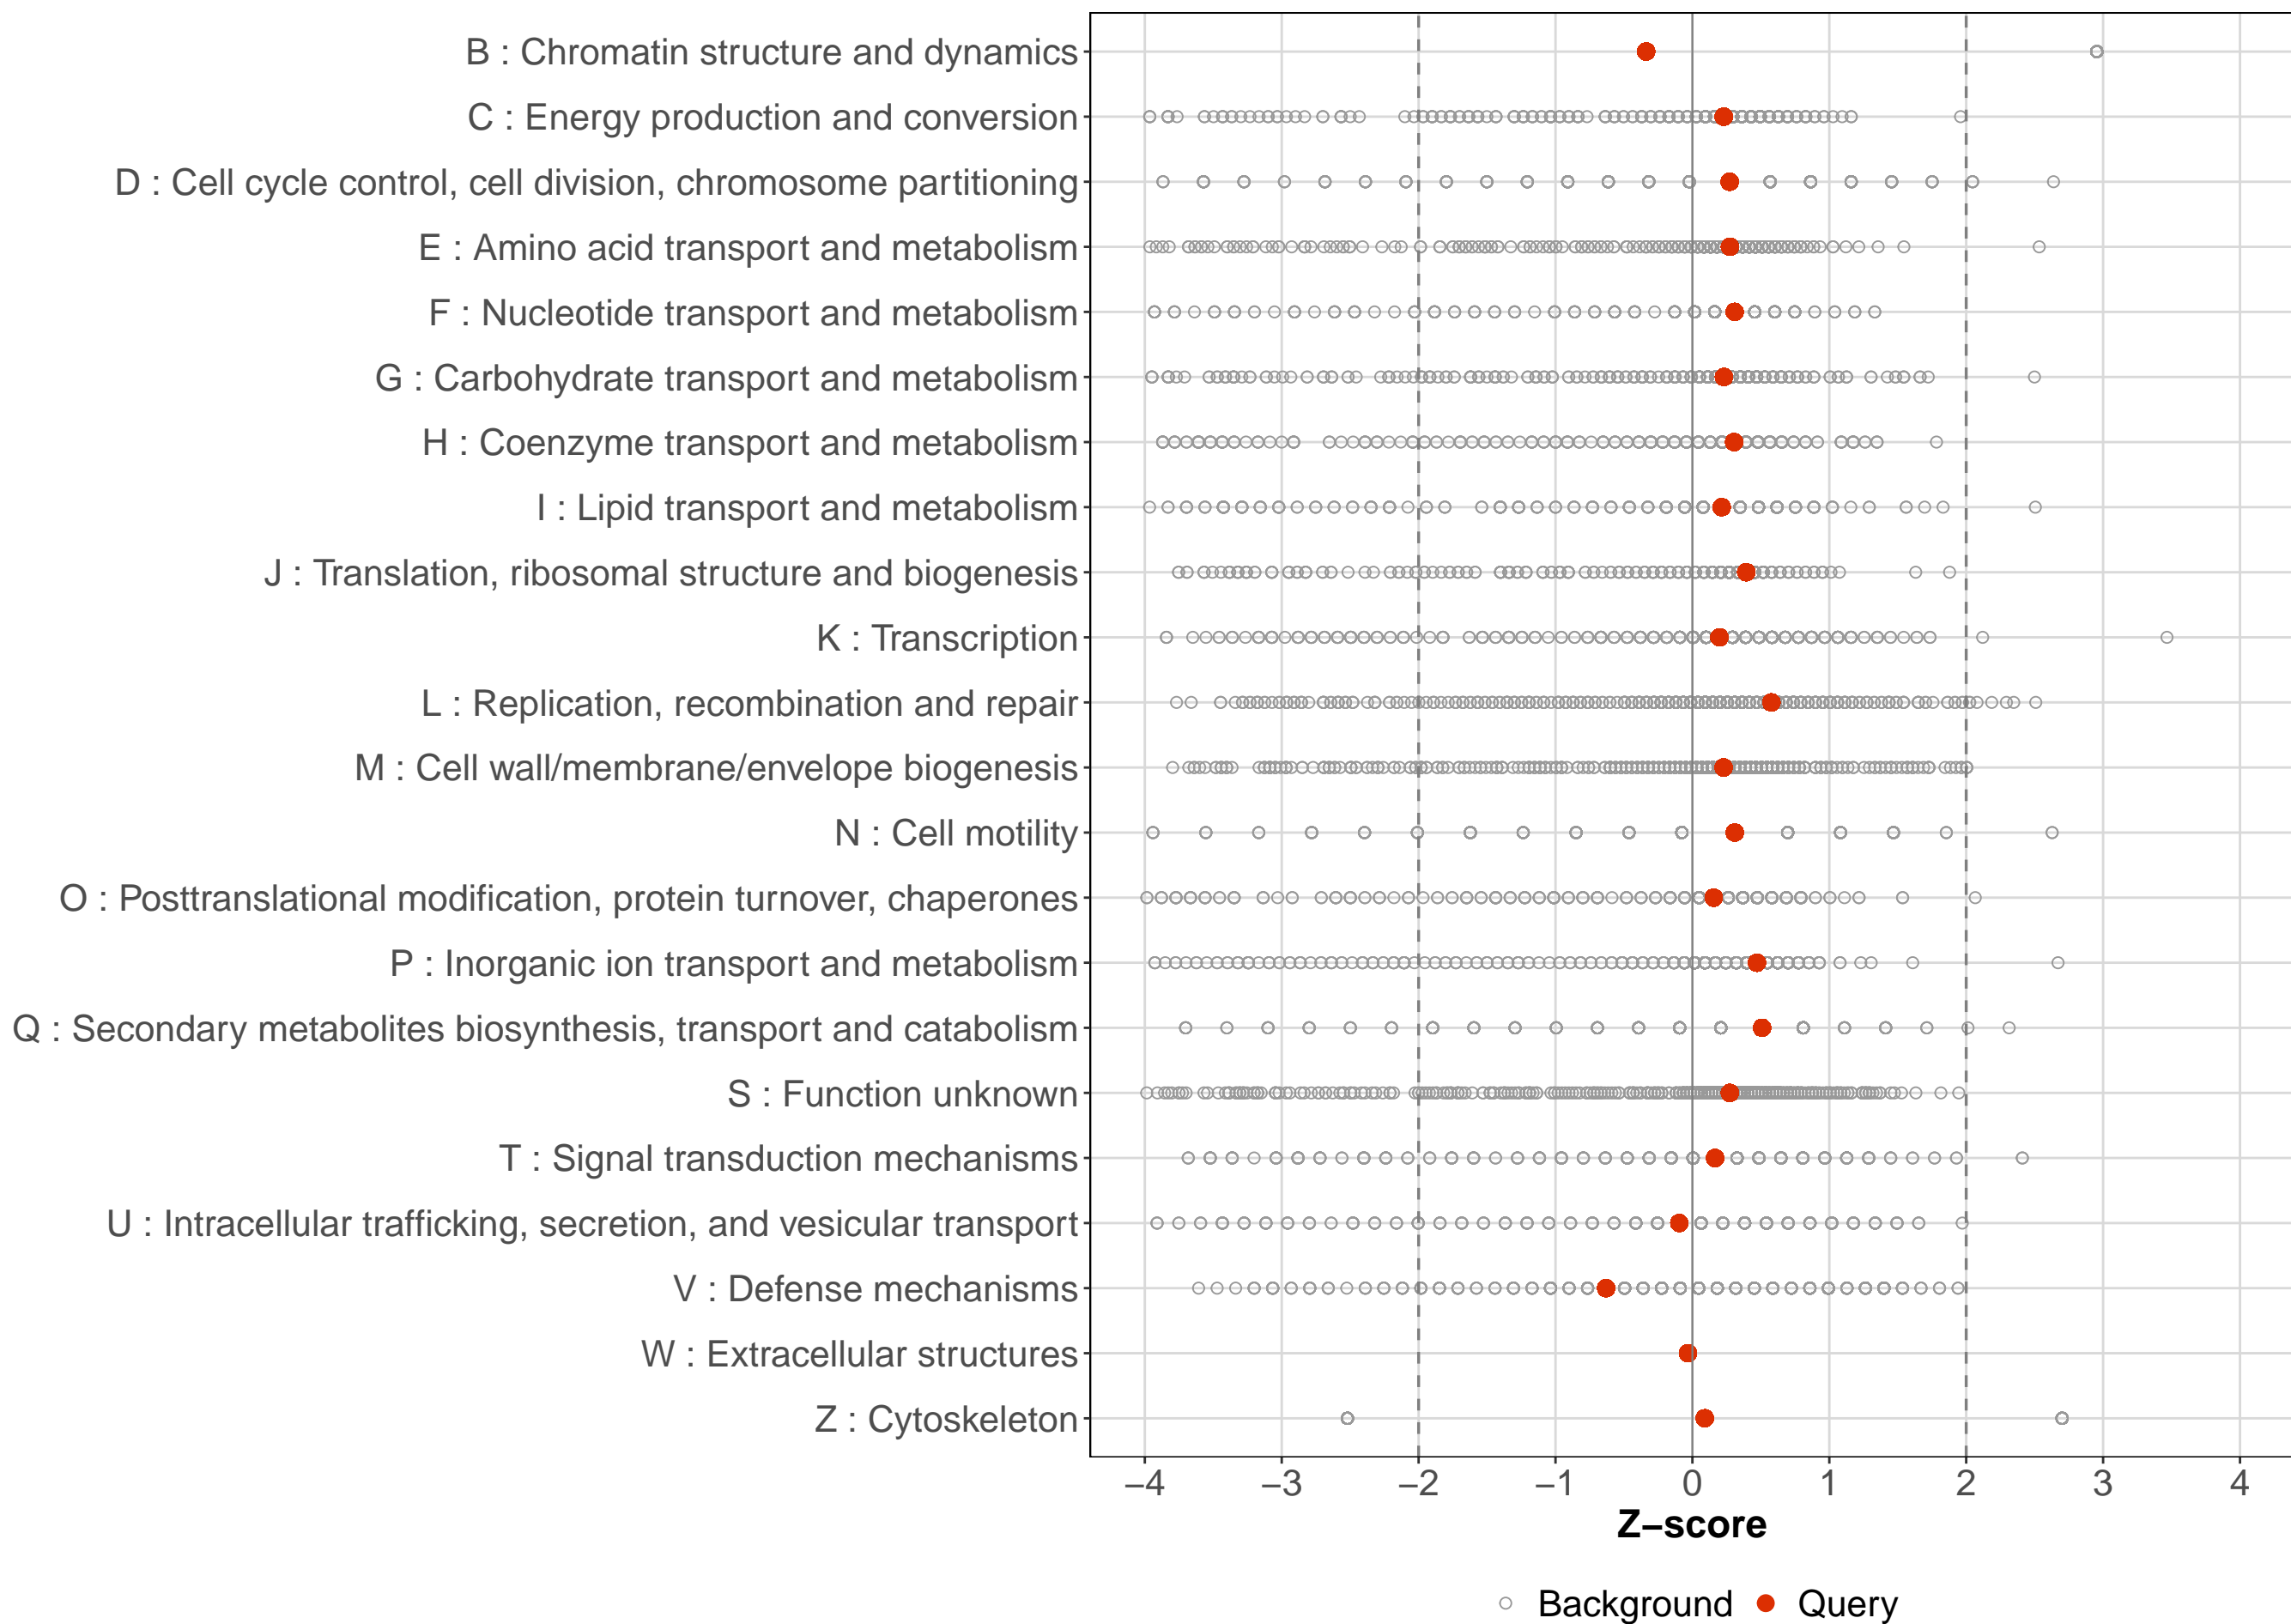 B : Chromatin structure and dynamics
C : Energy production and conversion
D : Cell cycle control, cell division, chromosome partitioning
E : Amino acid transport and metabolism
F : Nucleotide transport and metabolism
G : Carbohydrate transport and metabolism
H : Coenzyme transport and metabolism
I : Lipid transport and metabolism
J : Translation, ribosomal structure and biogenesis
K : Transcription
L : Replication, recombination and repair
M : Cell wall/membrane/envelope biogenesis
N : Cell motility
O : Posttranslational modification, protein turnover, chaperones
P : Inorganic ion transport and metabolism
Q : Secondary metabolites biosynthesis, transport and catabolism
S : Function unknown
T : Signal transduction mechanisms
U : Intracellular trafficking, secretion, and vesicular transport
V : Defense mechanisms
W : Extracellular structures
Z : Cytoskeleton
−4 −3 −2 −1 0 1 2 3 4
Z−score
Background Query